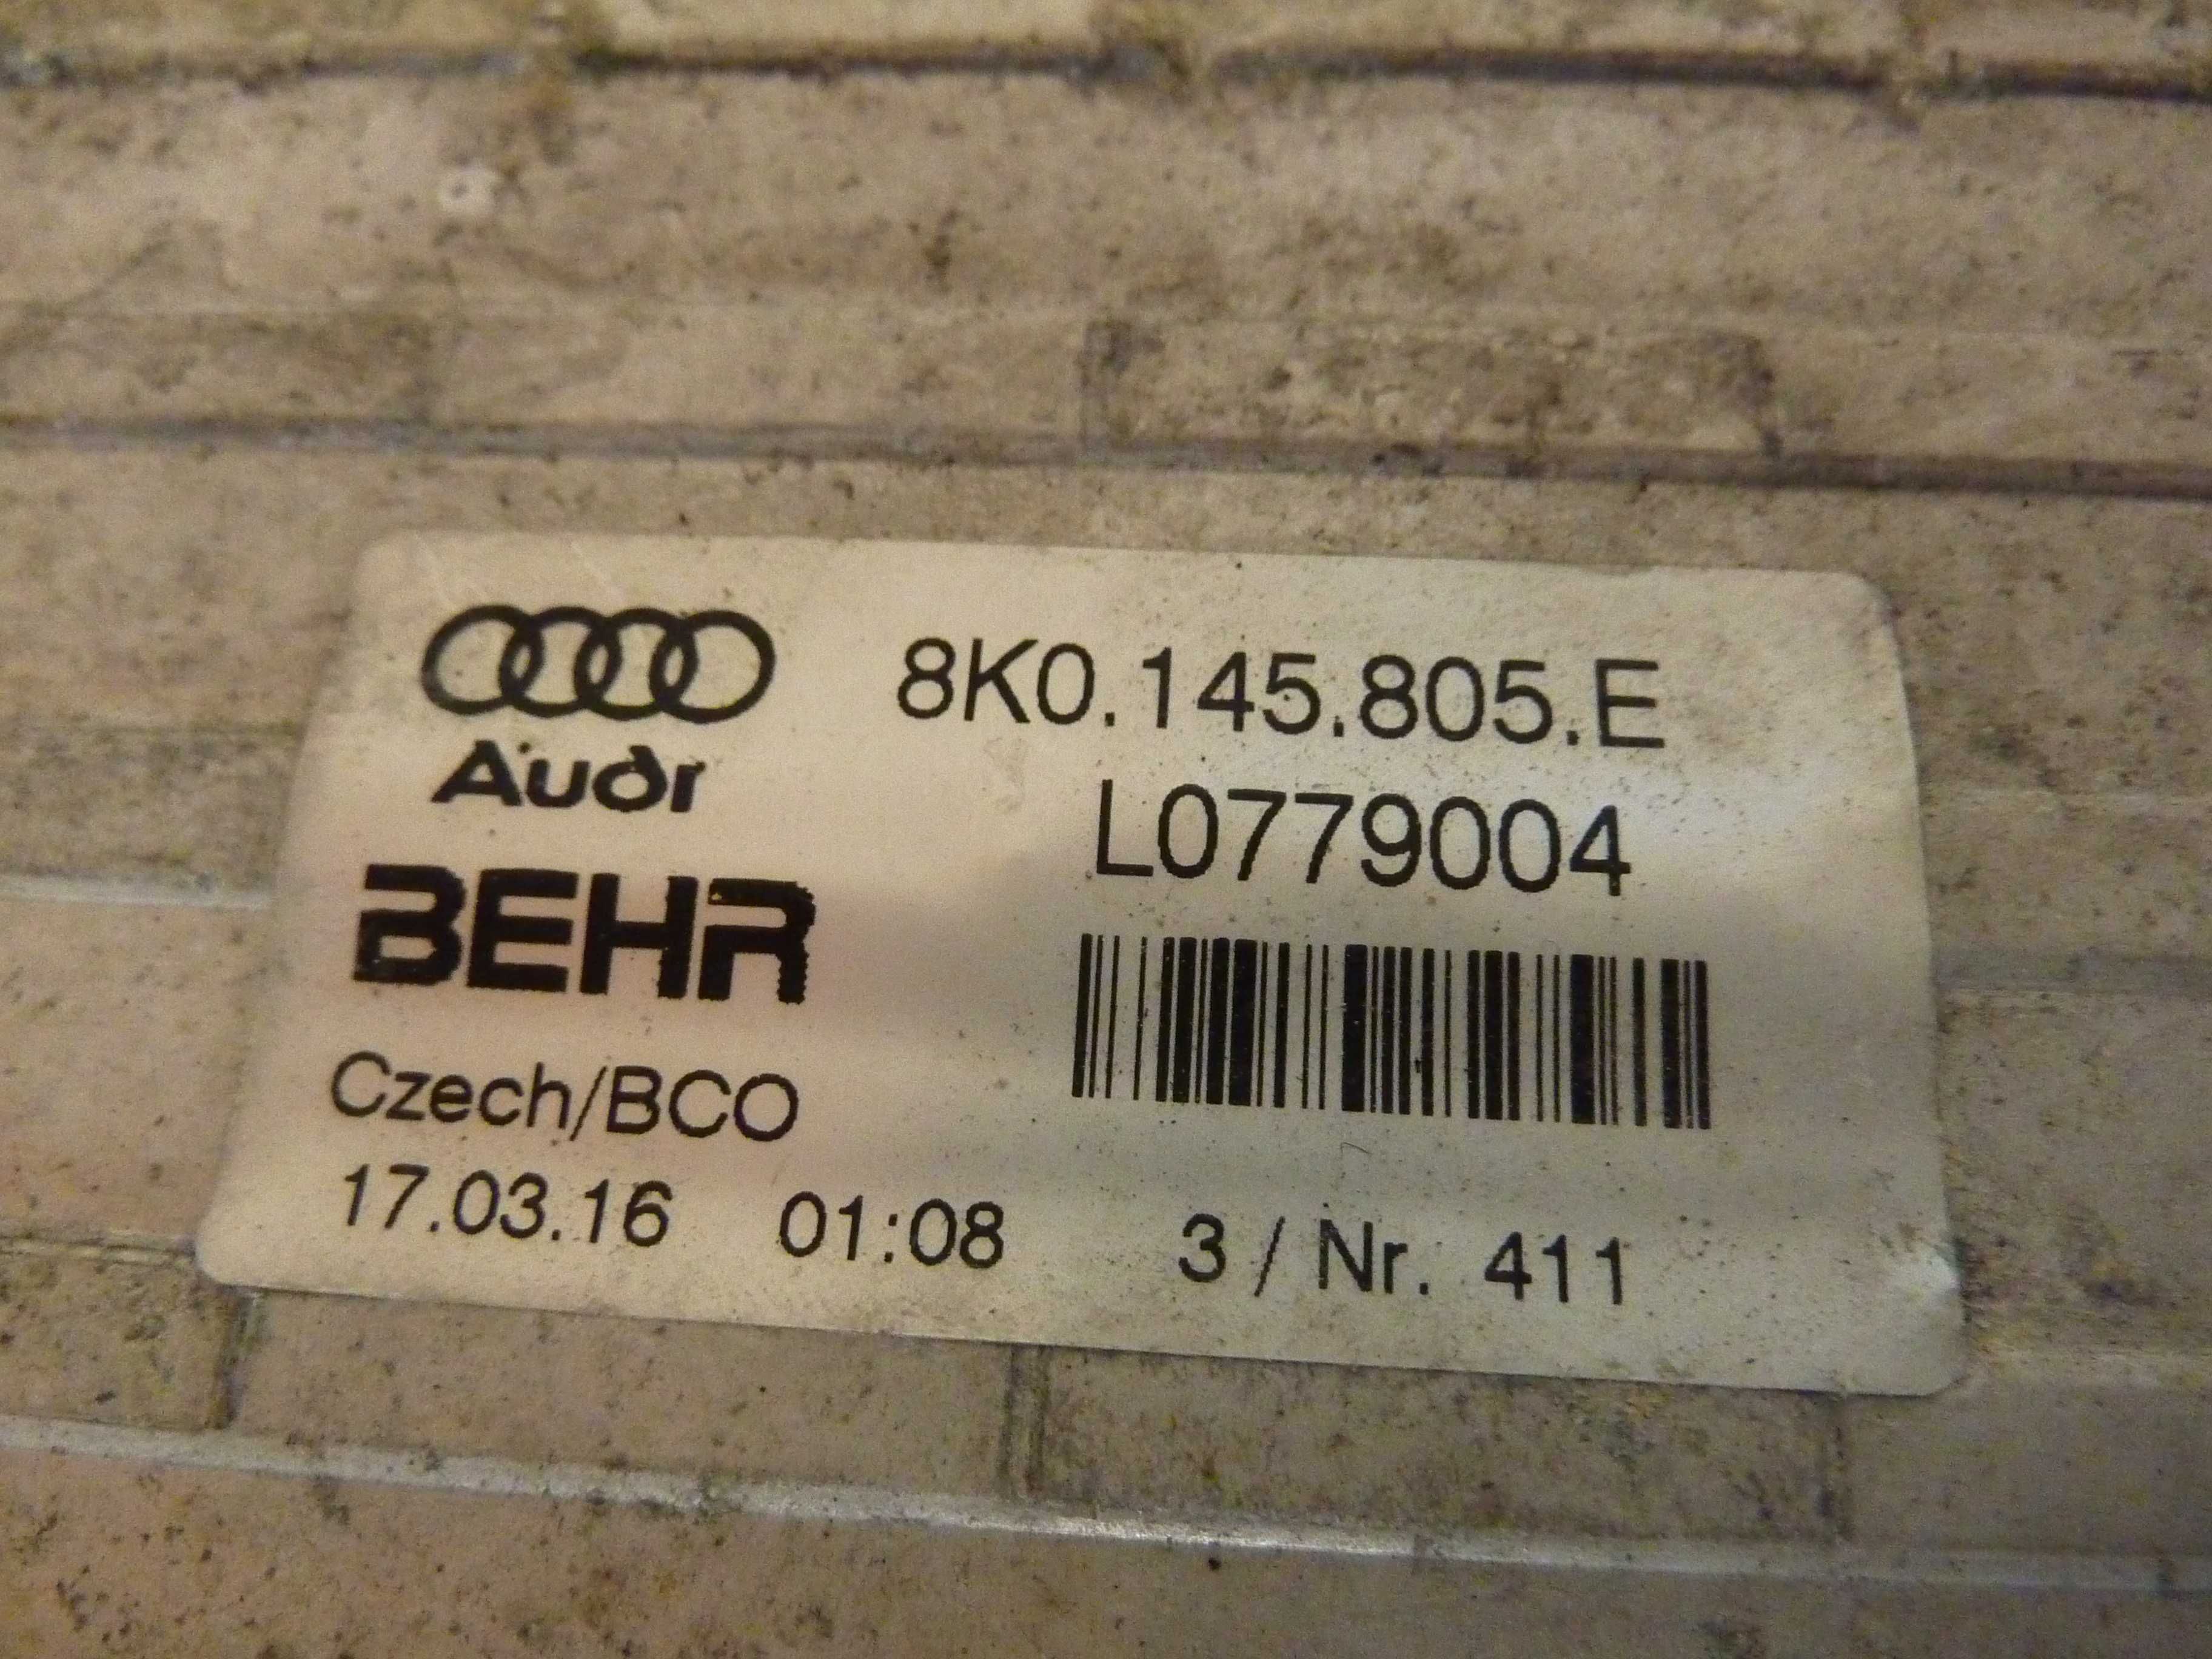 8K0.145.805.E
Audi
L0779004
BEHR
Czech/BCO
17.03.16 01:08 3 / Nr. 411